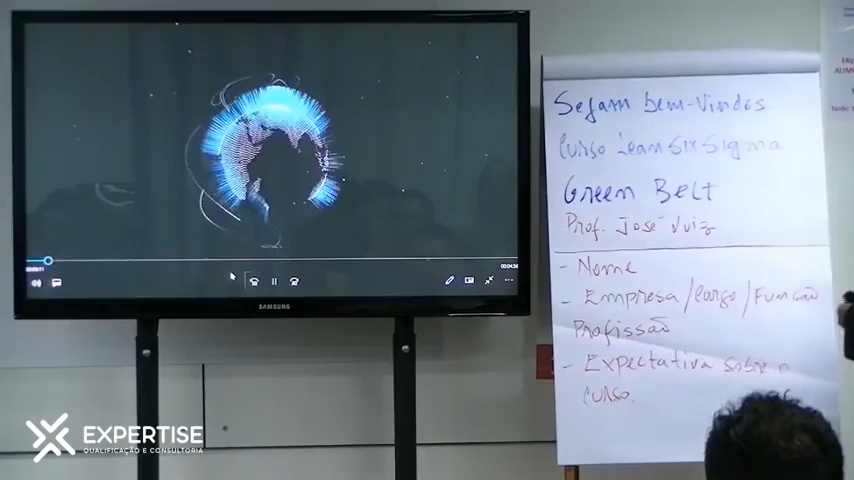 Sejam bem-vindos
Curso Lean Six Sigma
Green Belt
Prof. José Luiz
- Nome
- Empresa/Cargo/Função
Profissão
- Expectativa sobre o
curso.
SAMSUNG
EXPERTISE
QUALIFICAÇÃO E CONSULTORIA